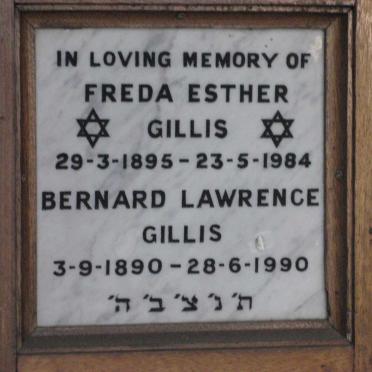 IN LOVING MEMORY OF
FREDA ESTHER
GILLIS
29-3-1895 - 23-5-1984
BERNARD LAWRENCE
GILLIS
3-9-1890 - 28-6-1990
ת׳ נ׳ צ׳ ב׳ ה׳